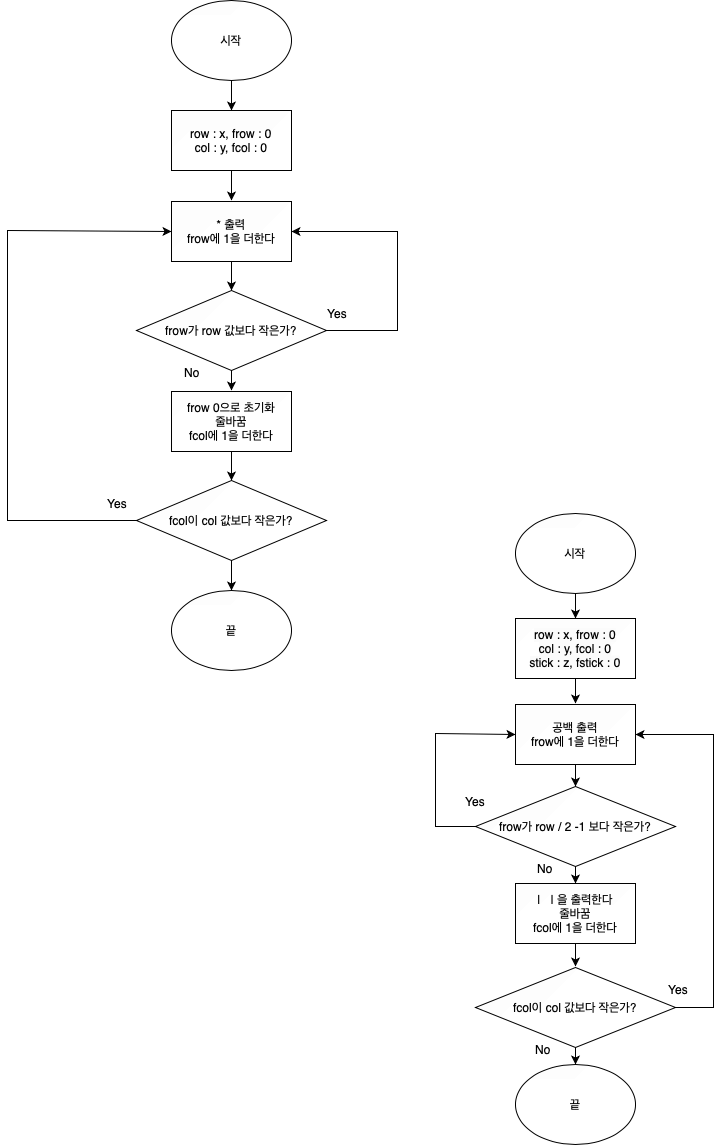 시작
row : x, frow : 0
col : y, fcol : 0
* 출력
frow에 1을 더한다
frow가 row 값보다 작은가?
Yes
No
frow 0으로 초기화
줄바꿈
fcol에 1을 더한다
Yes
fcol이 col 값보다 작은가?
끝
시작
row : x, frow : 0
col : y, fcol : 0
stick : z, fstick : 0
공백 출력
frow에 1을 더한다
Yes
frow가 row / 2 -1 보다 작은가?
No
ㅣ ㅣ을 출력한다
줄바꿈
fcol에 1을 더한다
Yes
fcol이 col 값보다 작은가?
No
끝